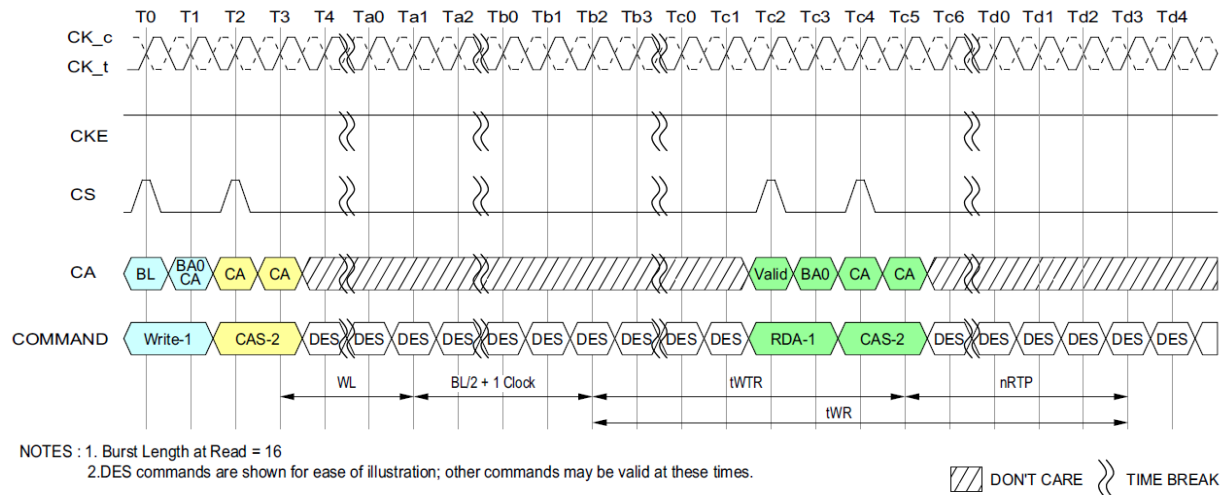 T0 T1 T2 T3 T4 Ta0 Ta1 Ta2 Tb0 Tb1 Tb2 Tb3 Tc0 Tc1 Tc2 Tc3 Tc4 Tc5 Tc6 Td0 Td1 Td2 Td3 Td4
CK_c
CK_t
CKE
CS
CA BL BA0 CA CA CA Valid BA0 CA CA
COMMAND Write-1 CAS-2 DES DES DES DES DES DES DES DES DES DES RDA-1 CAS-2 DES DES DES DES DES DES
WL BL/2 + 1 Clock tWTR nRTP
tWR
NOTES : 1. Burst Length at Read = 16
2.DES commands are shown for ease of illustration; other commands may be valid at these times.
DON'T CARE TIME BREAK